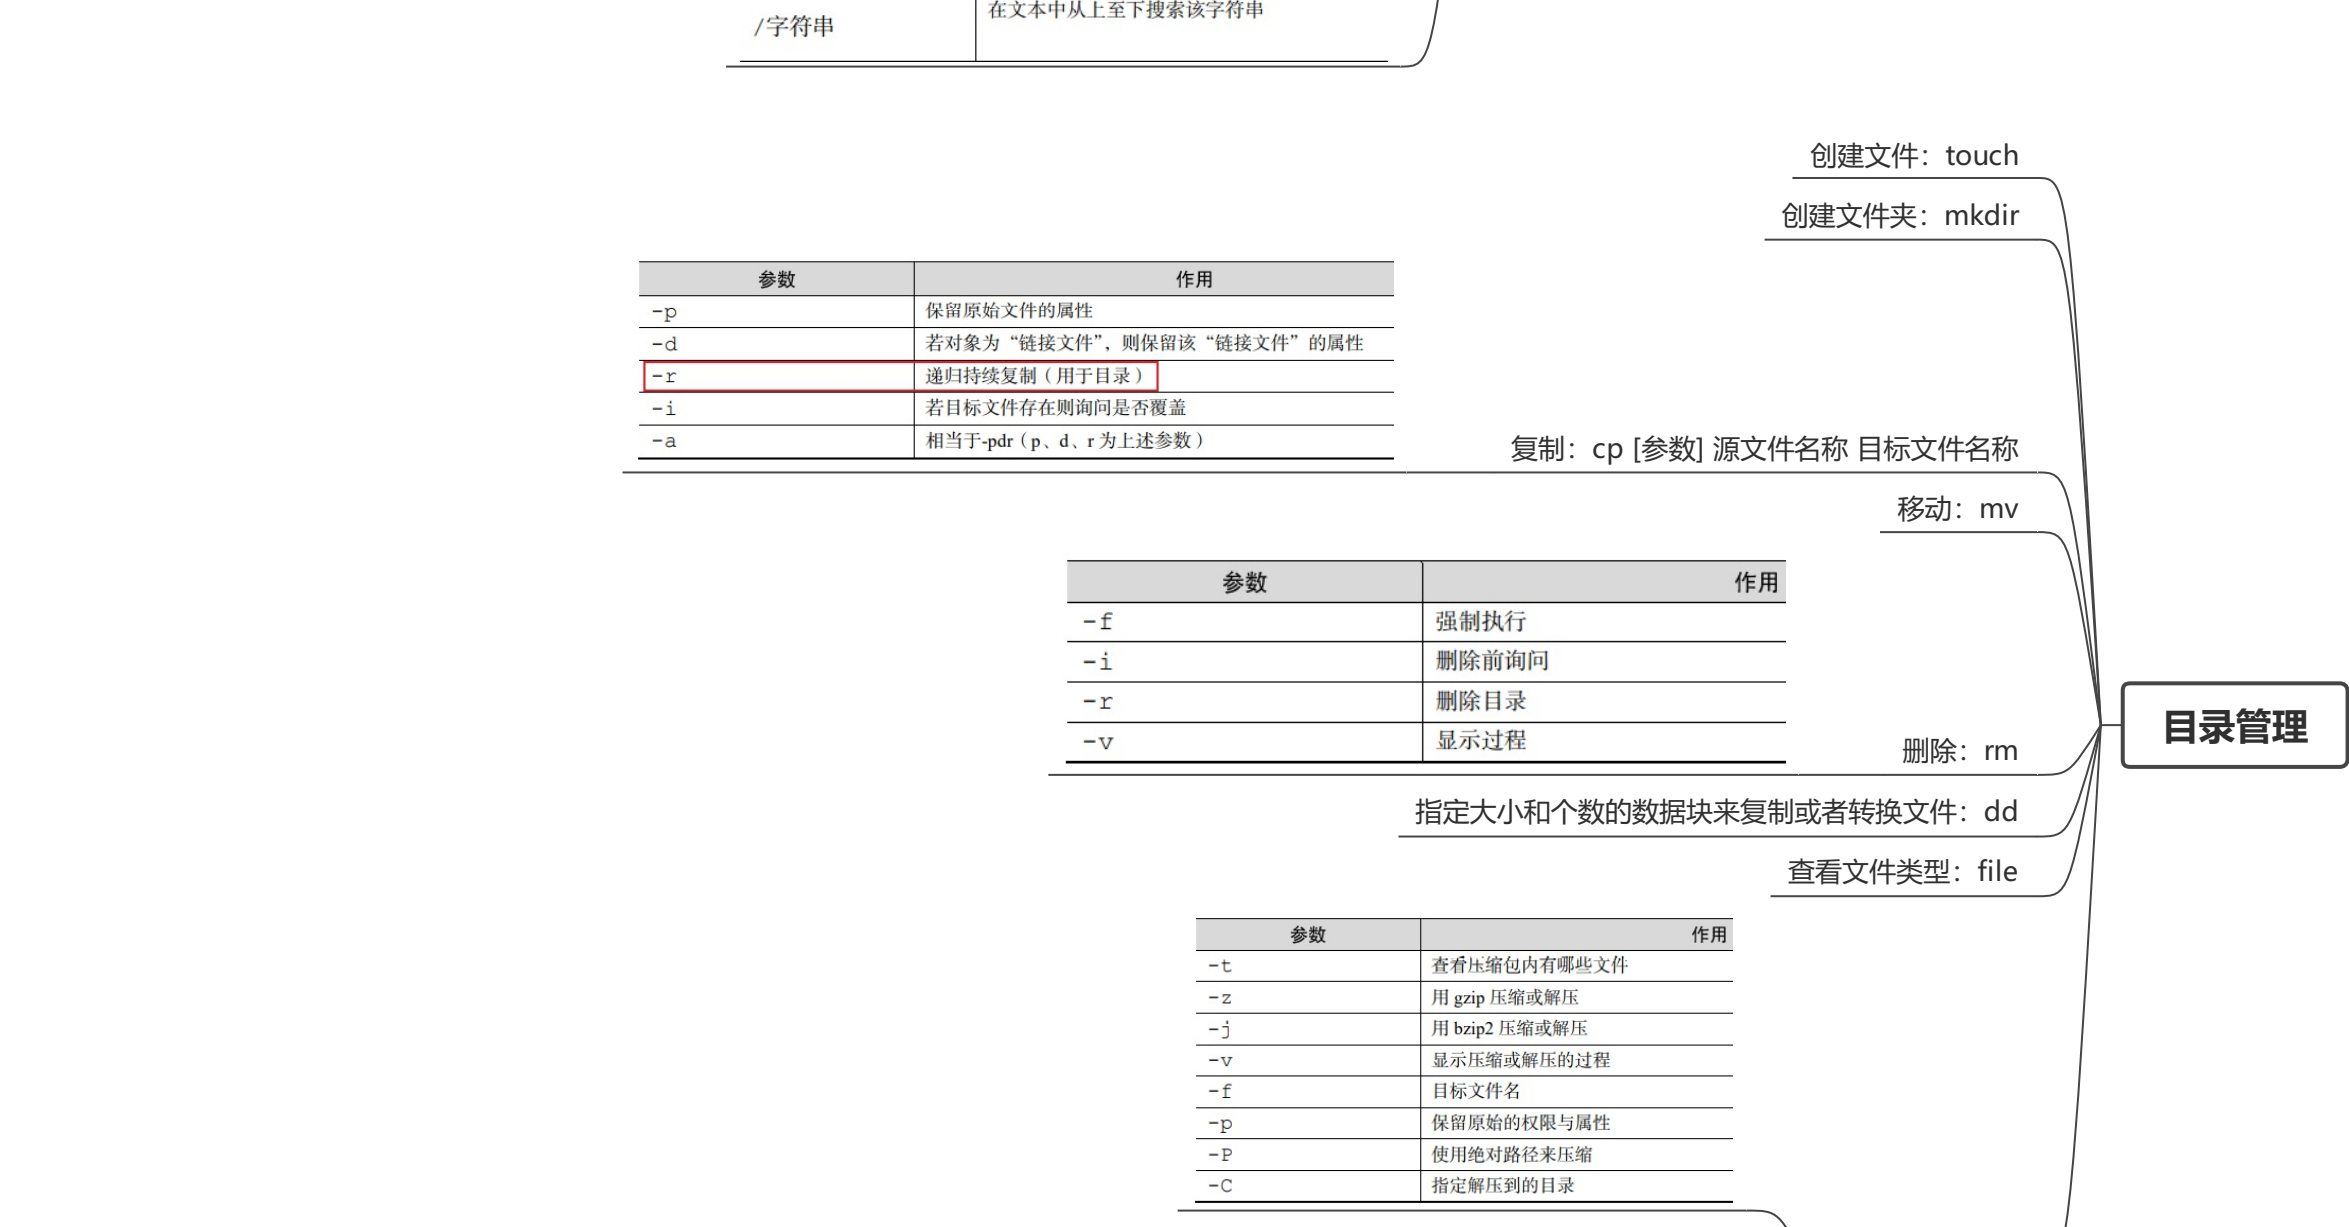 在文本中从上至下搜索该字符串
/字符串
创建文件：touch
创建文件夹：mkdir
参数 作用
-p 保留原始文件的属性
-d 若对象为“链接文件”，则保留该“链接文件”的属性
-r 递归持续复制（用于目录）
-i 若目标文件存在则询问是否覆盖
-a 相当于-pdr（p、d、r 为上述参数）
复制：cp [参数] 源文件名称 目标文件名称
移动：mv
参数 作用
-f 强制执行
-i 删除前询问
-r 删除目录
-v 显示过程
删除：rm
目录管理
指定大小和个数的数据块来复制或者转换文件：dd
查看文件类型：file
参数 作用
-t 查看压缩包内有哪些文件
-z 用 gzip 压缩或解压
-j 用 bzip2 压缩或解压
-v 显示压缩或解压的过程
-f 目标文件名
-p 保留原始的权限与属性
-P 使用绝对路径来压缩
-C 指定解压到的目录